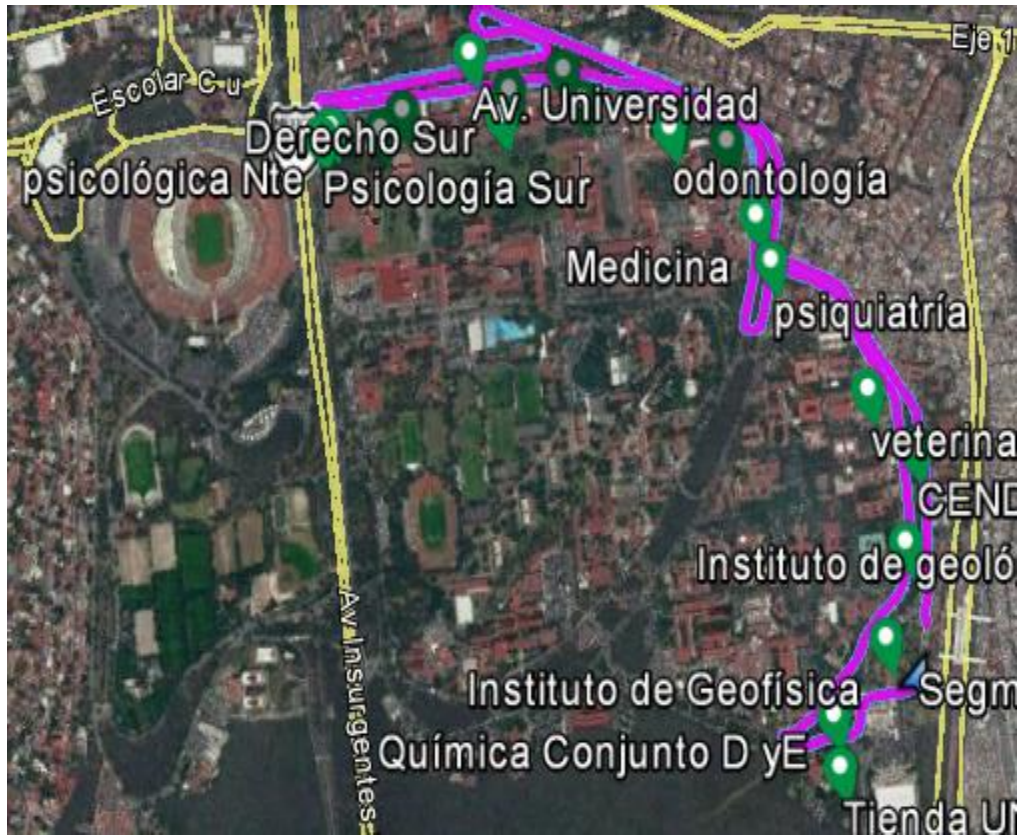 Eje 1
Escolar C u
Av. Universidad
Derecho Sur
psicológica Nte
Psicología Sur
odontología
Medicina
psiquiatría
veterina
CEND
Instituto de geoló
Instituto de Geofísica
Segm
Química Conjunto D yE
Av Insurgentes
Tienda UN